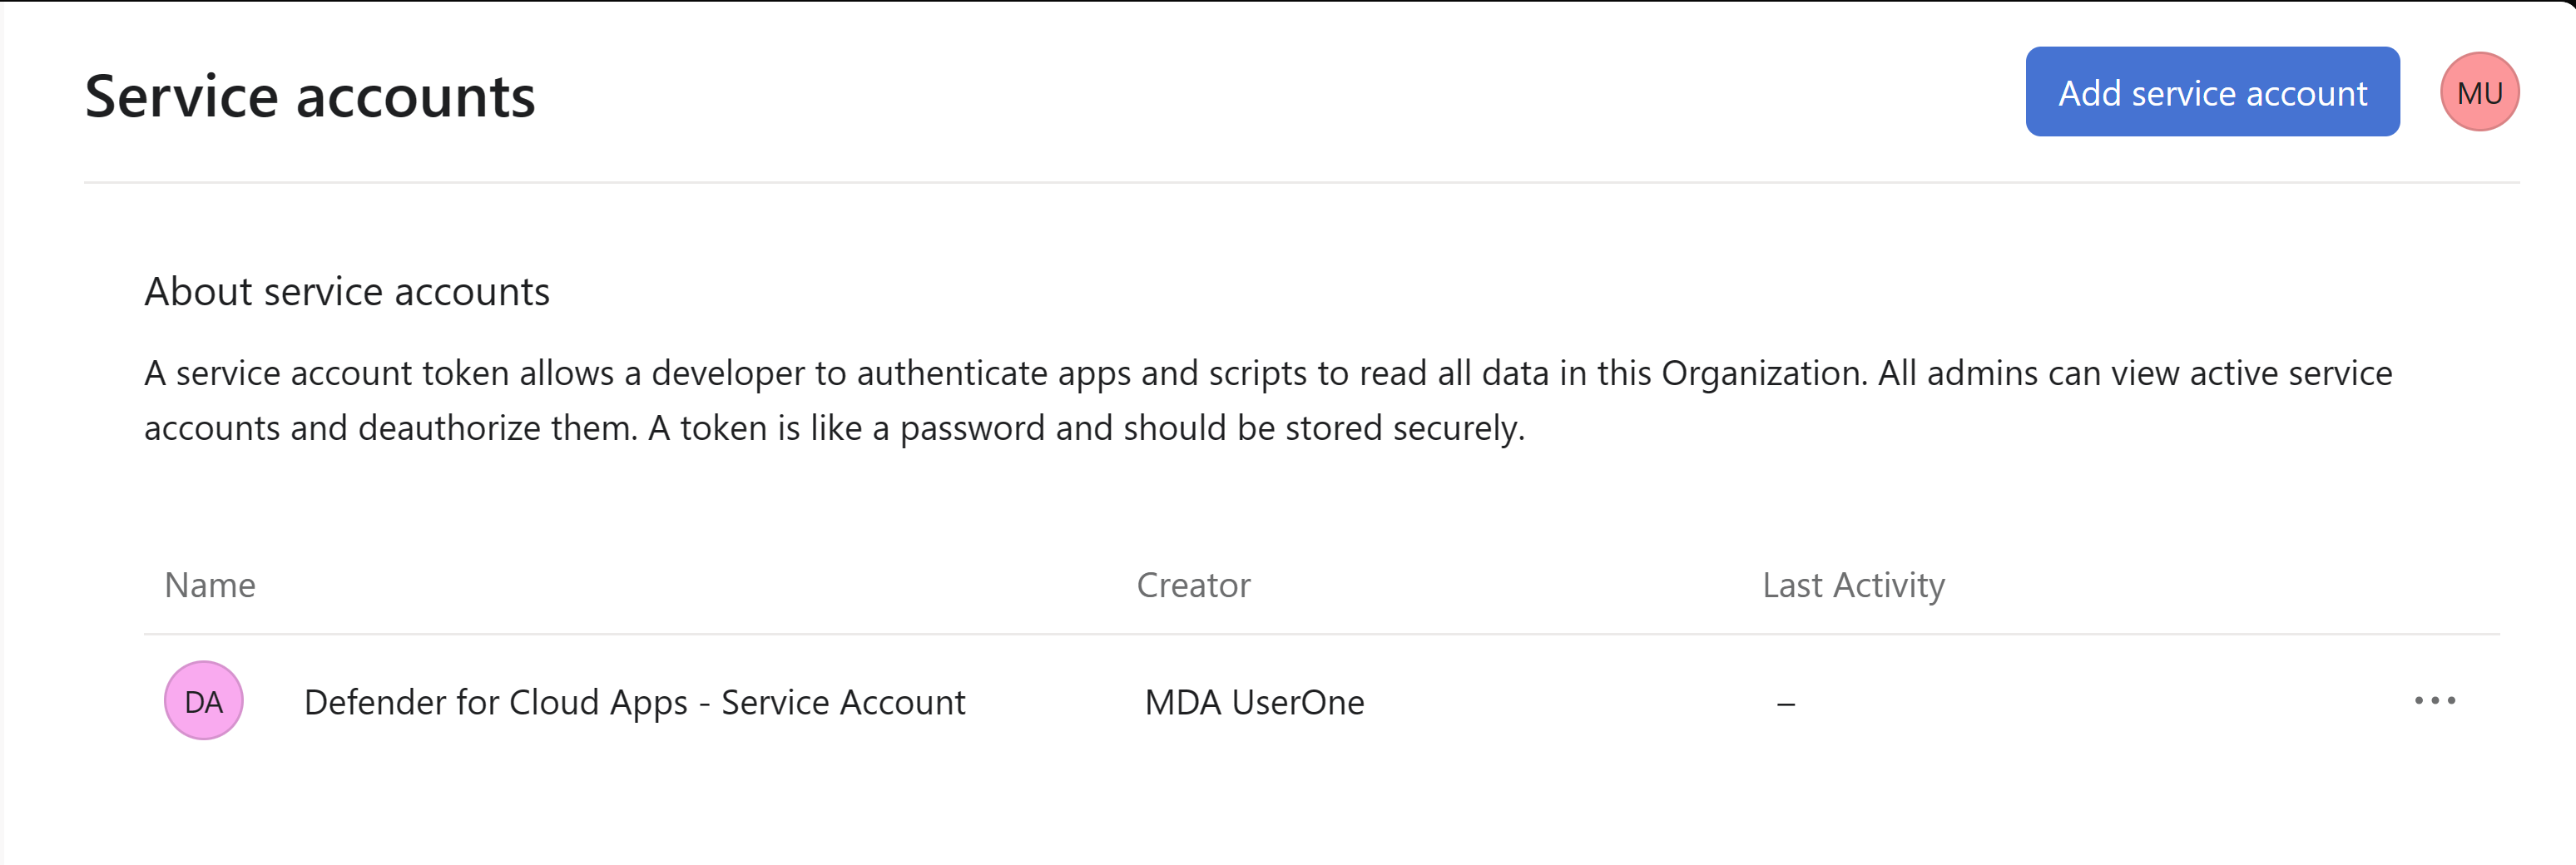 Service accounts
Add service account
MU
About service accounts
A service account token allows a developer to authenticate apps and scripts to read all data in this Organization. All admins can view active service
accounts and deauthorize them. A token is like a password and should be stored securely.
Name Creator Last Activity
DA Defender for Cloud Apps - Service Account MDA UserOne –